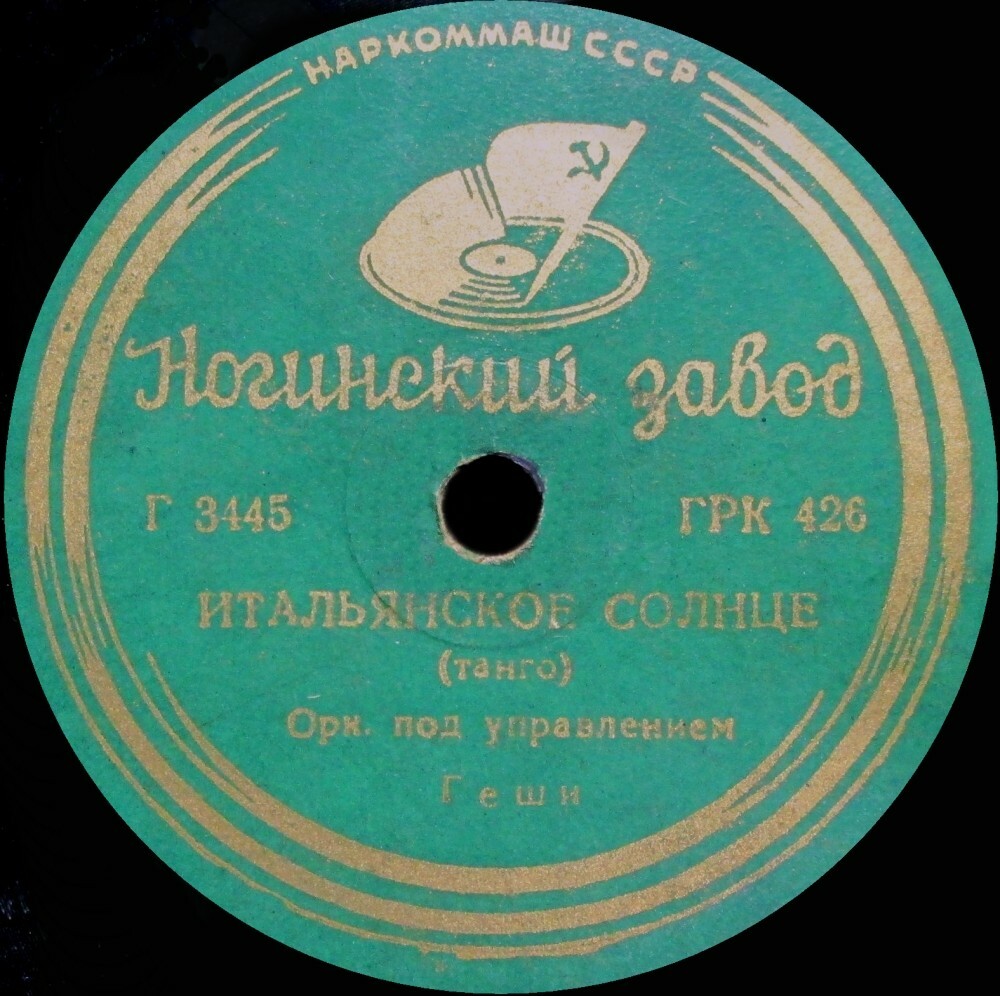 НАРКОММАШ СССР
Ногинский завод
Г 3445 ГРК 426
ИТАЛЬЯНСКОЕ СОЛНЦЕ
(танго)
Орк. под управлением
Геши